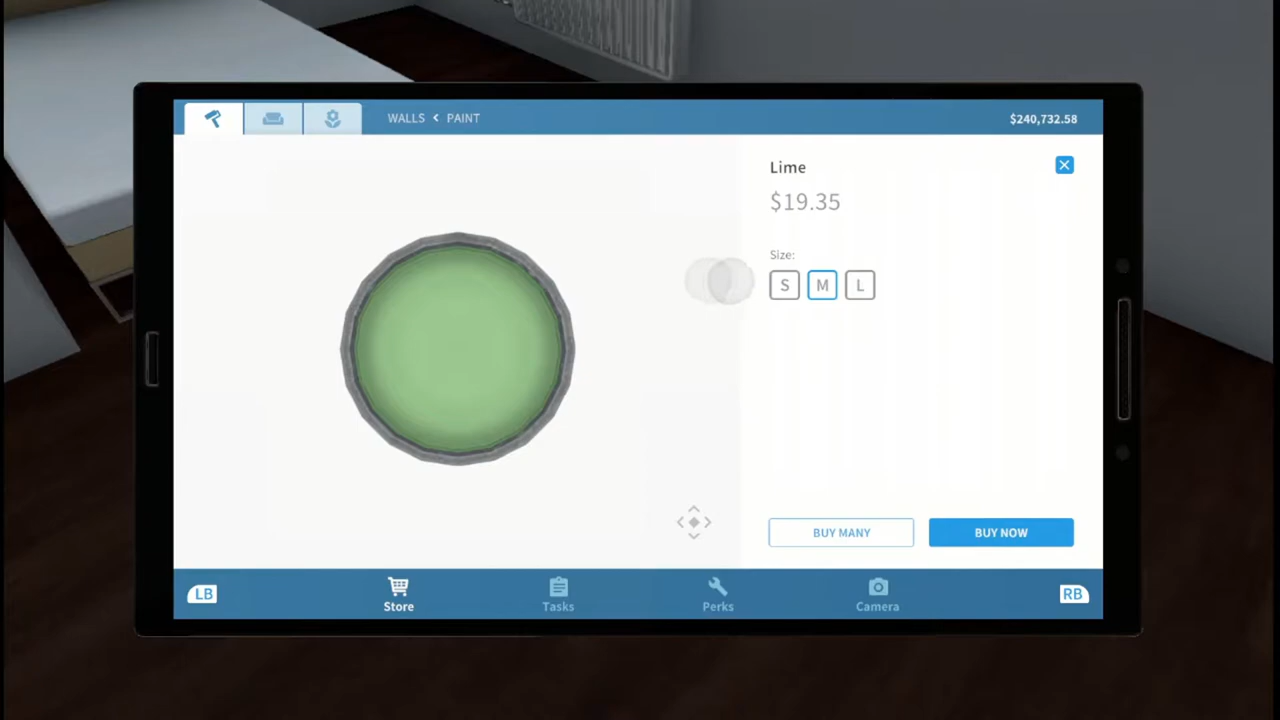 WALLS < PAINT
$240,732.58
Lime
$19.35
Size:
S M L
BUY MANY
BUY NOW
LB
Store
Tasks
Perks
Camera
RB